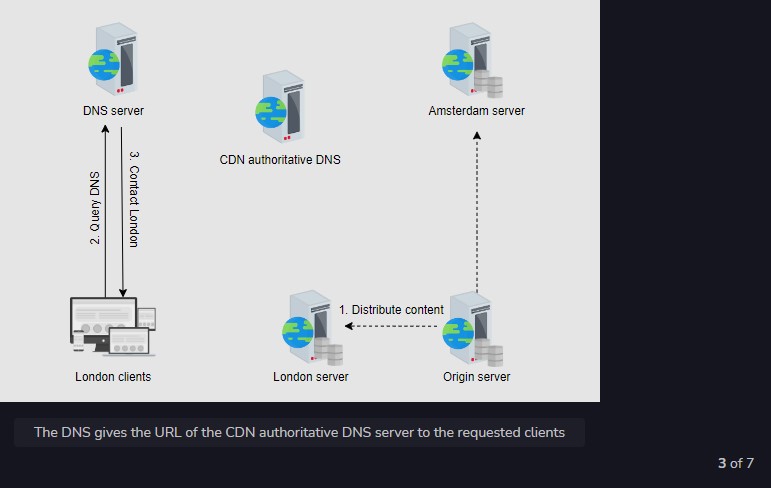 DNS server
Amsterdam server
CDN authoritative DNS
2. Query DNS
3. Contact London
1. Distribute content
London clients
London server
Origin server
The DNS gives the URL of the CDN authoritative DNS server to the requested clients
3 of 7